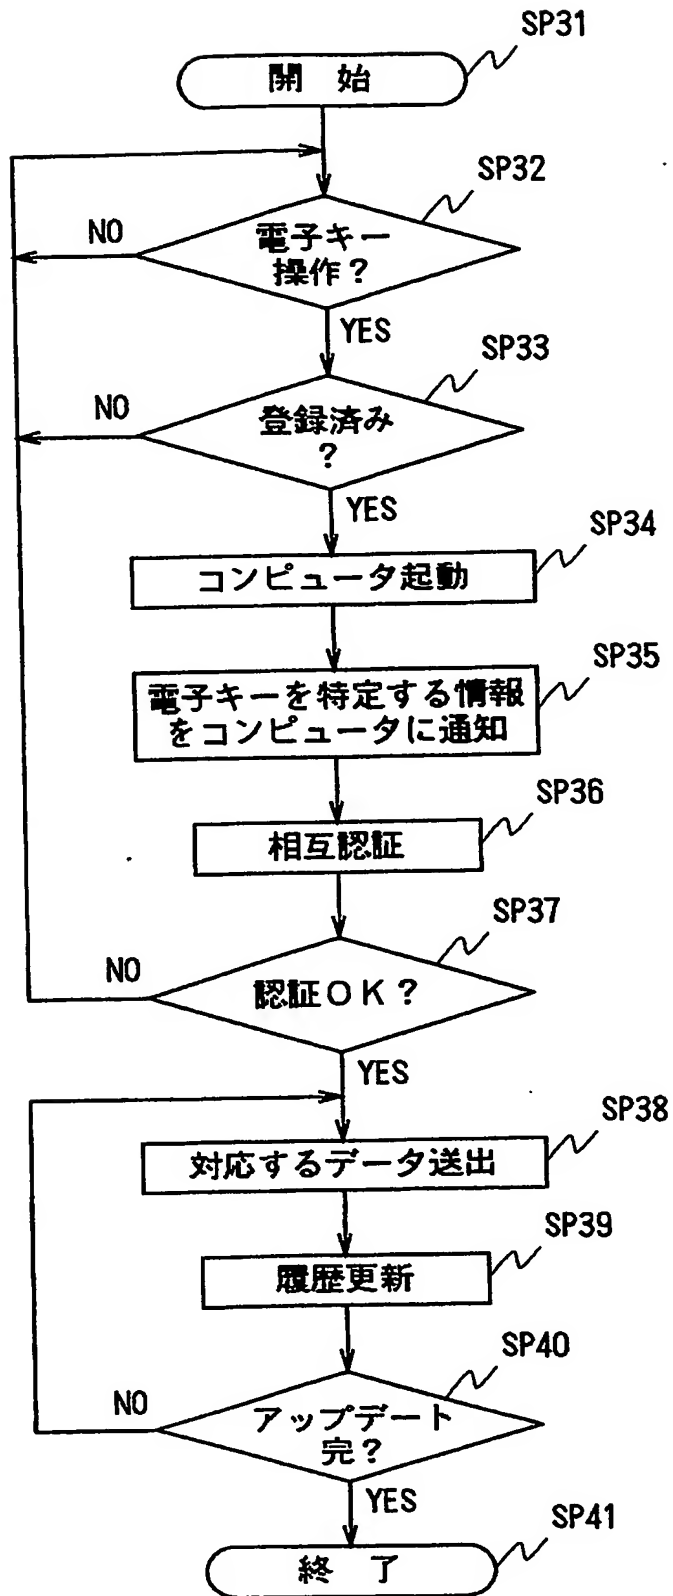 SP31
開 始
SP32
電子キー
操作？
NO
YES
SP33
登録済み
？
NO
YES
SP34
コンピュータ起動
SP35
電子キーを特定する情報
をコンピュータに通知
SP36
相互認証
SP37
認証OK？
NO
YES
SP38
対応するデータ送出
SP39
履歴更新
SP40
アップデート
完？
NO
YES
SP41
終 了